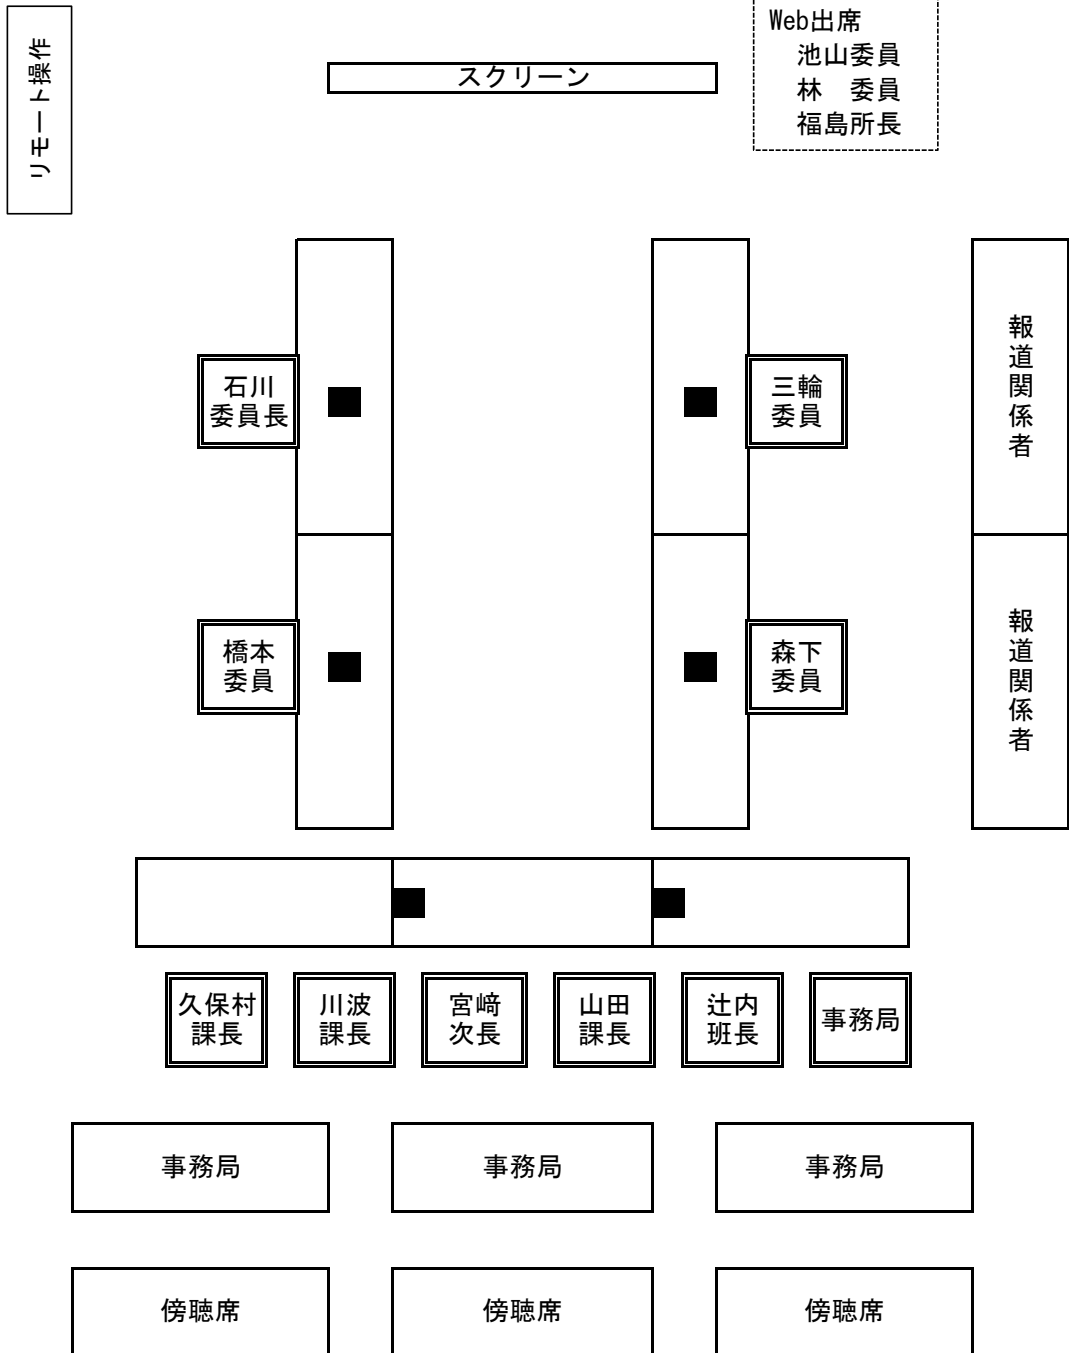 リモート操作
スクリーン
Web出席
池山委員
林　委員
福島所長
石川
委員長
三輪
委員
報道関係者
橋本
委員
森下
委員
報道関係者
久保村
課長
川波
課長
宮﨑
次長
山田
課長
辻内
班長
事務局
事務局
事務局
事務局
傍聴席
傍聴席
傍聴席